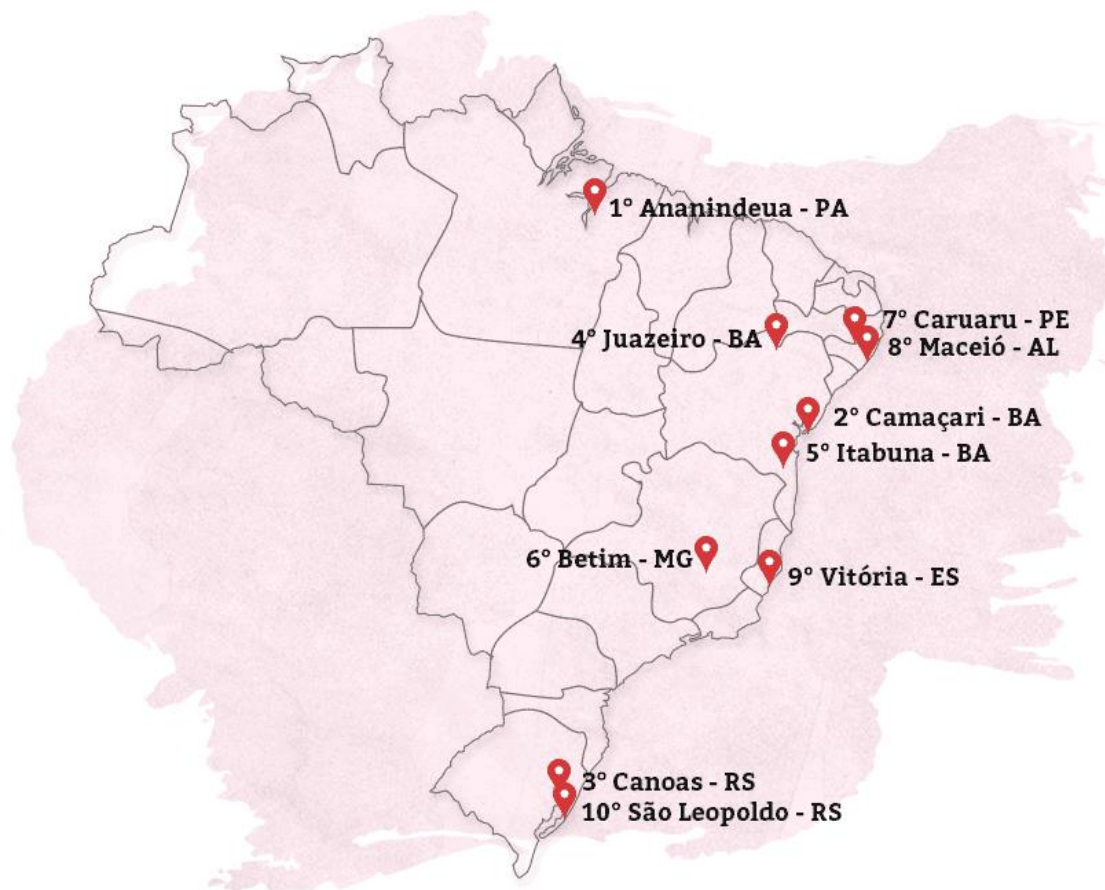 1° Ananindeua - PA
7° Caruaru - PE
4° Juazeiro - BA
8° Maceió - AL
2° Camaçari - BA
5° Itabuna - BA
6° Betim - MG
9° Vitória - ES
3° Canoas - RS
10° São Leopoldo - RS